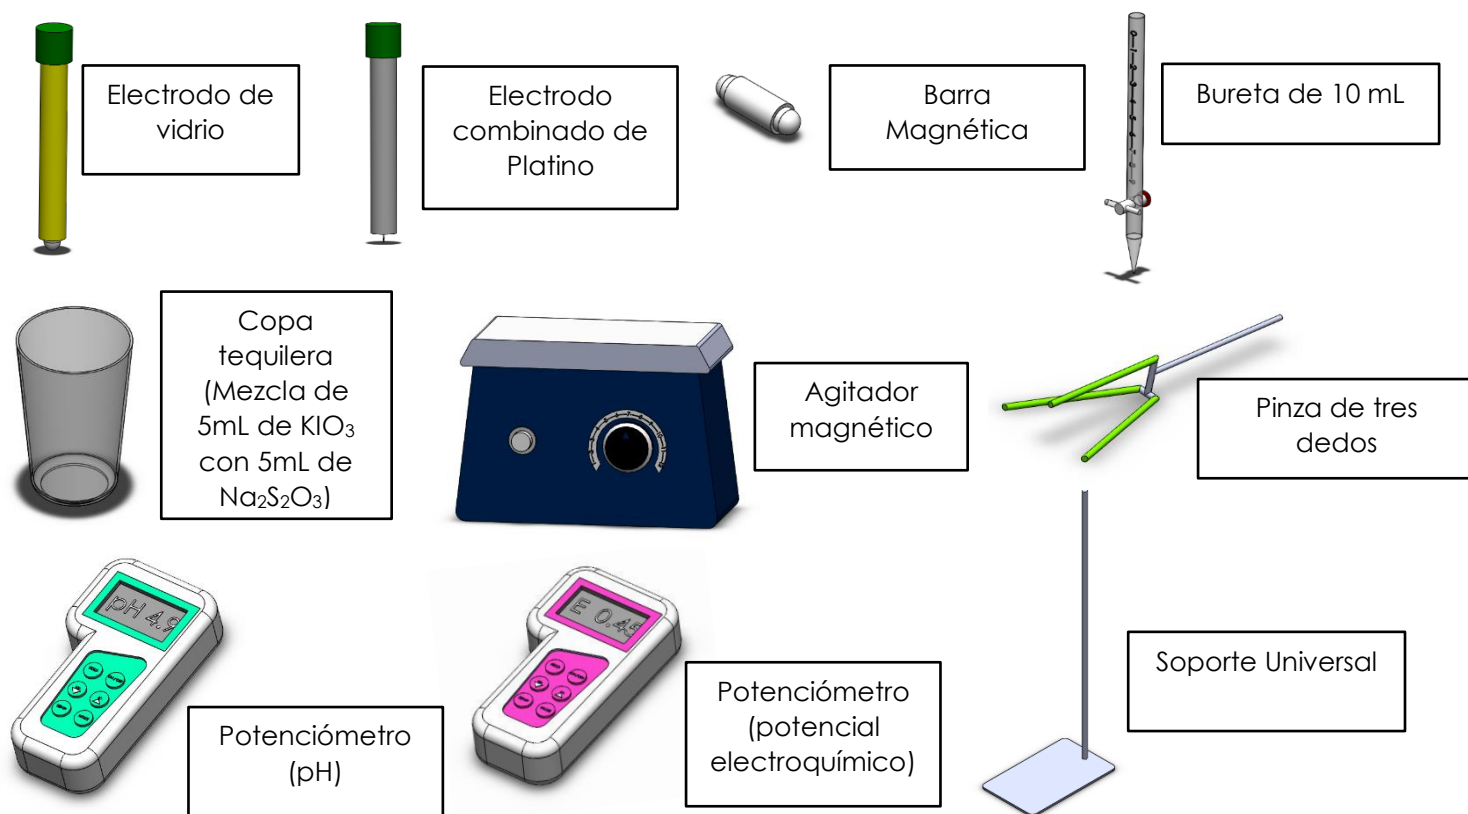 Electrodo de
vidrio
Electrodo
combinado de
Platino
Barra
Magnética
Bureta de 10 mL
Copa
tequilera
(Mezcla de
5mL de KIO₃
con 5mL de
Na₂S₂O₃)
Agitador
magnético
Pinza de tres
dedos
pH 4.9
E 0.45
Potenciómetro
(pH)
Potenciómetro
(potencial
electroquímico)
Soporte Universal